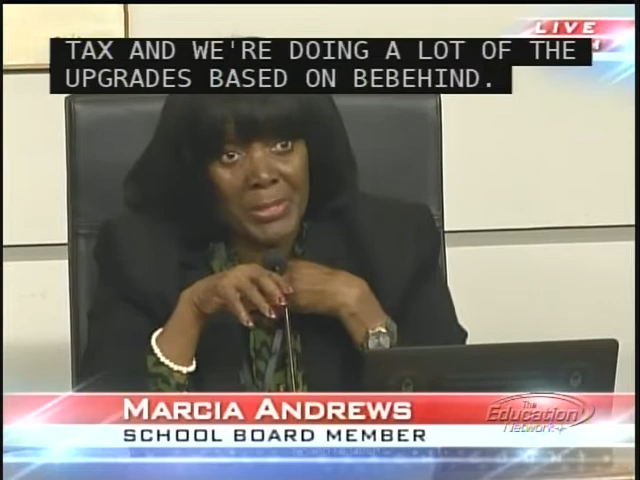 LIVE
TAX AND WE'RE DOING A LOT OF THE
UPGRADES BASED ON BEBEHIND.
MARCIA ANDREWS
SCHOOL BOARD MEMBER
The
Education
Network